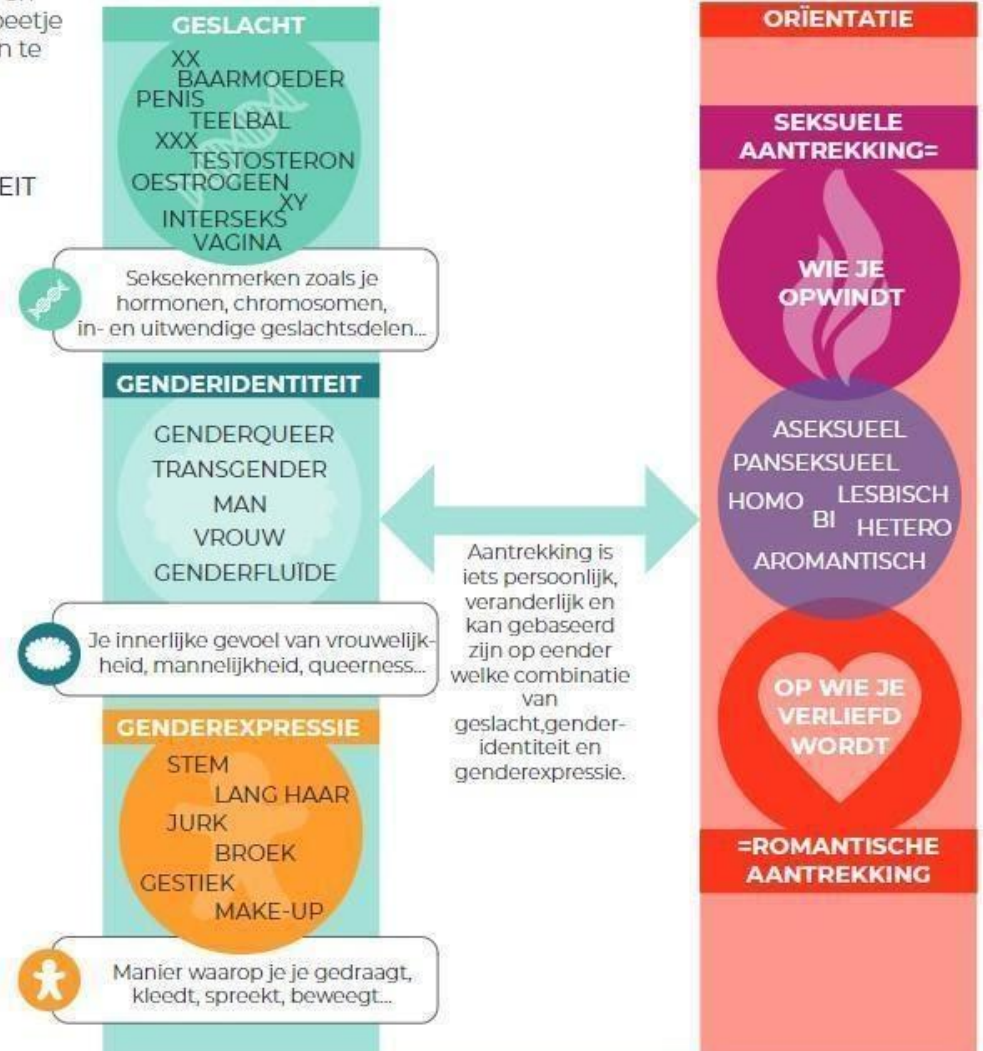 beetje
n te
EIT
GESLACHT
XX
BAARMOEDER
PENIS
TEELBAL
XXX
TESTOSTERON
OESTROGEEN
XY
INTERSEKS
VAGINA
Seksekenmerken zoals je
hormonen, chromosomen,
in- en uitwendige geslachtsdelen...
GENDERIDENTITEIT
GENDERQUEER
TRANSGENDER
MAN
VROUW
GENDERFLUÏDE
Je innerlijke gevoel van vrouwelijk-
heid, mannelijkheid, queerness...
GENDEREXPRESSIE
STEM
LANG HAAR
JURK
BROEK
GESTIEK
MAKE-UP
Manier waarop je je gedraagt,
kleedt, spreekt, beweegt...
Aantrekking is
iets persoonlijk,
veranderlijk en
kan gebaseerd
zijn op eender
welke combinatie
van
geslacht,gender-
identiteit en
genderexpressie.
ORÏENTATIE
SEKSUELE
AANTREKKING=
WIE JE
OPWINDT
ASEKSUEEL
PANSEKSUEEL
HOMO LESBISCH
BI HETERO
AROMANTISCH
OP WIE JE
VERLIEFD
WORDT
=ROMANTISCHE
AANTREKKING